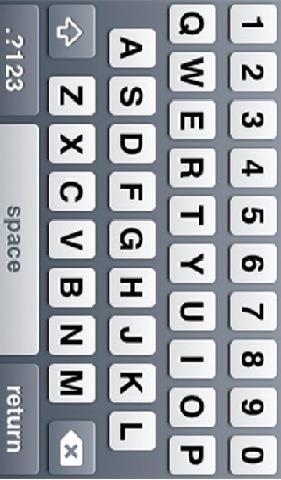 1 2 3 4 5 6 7 8 9 0
Q W E R T Y U I O P
A S D F G H J K L
Z X C V B N M
.?123 space return